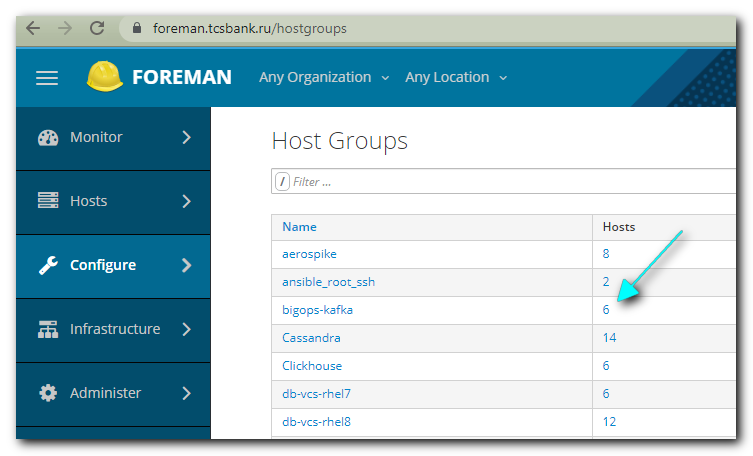 foreman.tcsbank.ru/hostgroups
FOREMAN Any Organization Any Location
Monitor
Hosts
Configure
Infrastructure
Administer
Host Groups
/ Filter ...
Name Hosts
aerospike 8
ansible_root_ssh 2
bigops-kafka 6
Cassandra 14
Clickhouse 6
db-vcs-rhel7 6
db-vcs-rhel8 12